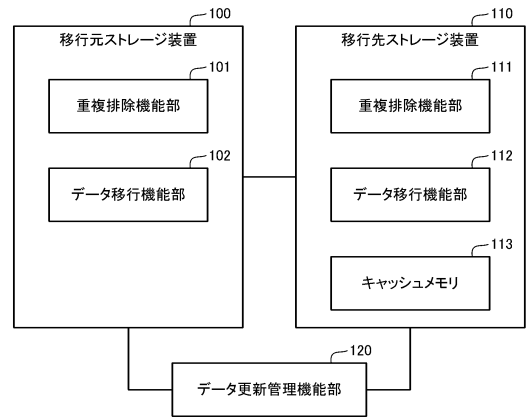 100
移行元ストレージ装置
101
重複排除機能部
102
データ移行機能部
110
移行先ストレージ装置
111
重複排除機能部
112
データ移行機能部
113
キャッシュメモリ
120
データ更新管理機能部